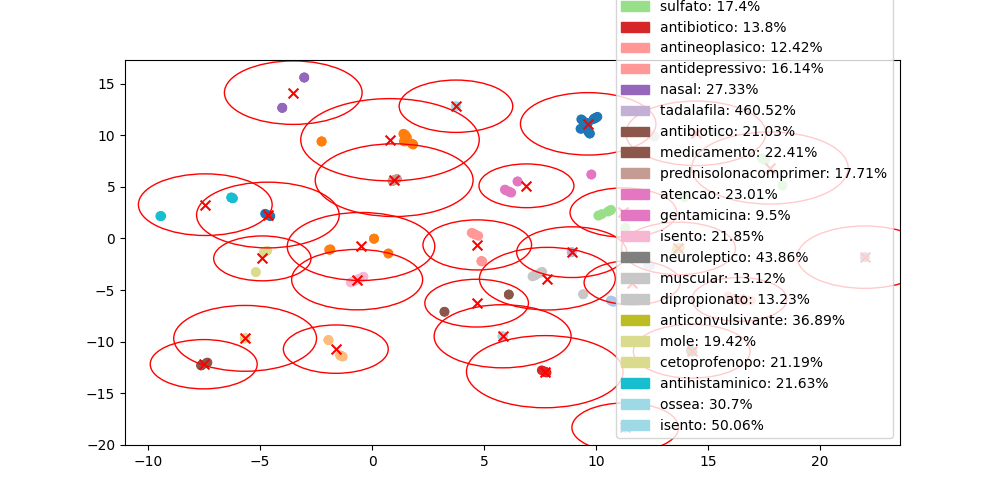 sulfato: 17.4%
antibiotico: 13.8%
antineoplasico: 12.42%
antidepressivo: 16.14%
nasal: 27.33%
tadalafila: 460.52%
antibiotico: 21.03%
medicamento: 22.41%
prednisolonacomprimer: 17.71%
atencao: 23.01%
gentamicina: 9.5%
isento: 21.85%
neuroleptico: 43.86%
muscular: 13.12%
dipropionato: 13.23%
anticonvulsivante: 36.89%
mole: 19.42%
cetoprofenopo: 21.19%
antihistaminico: 21.63%
ossea: 30.7%
isento: 50.06%
15
10
5
0
−5
−10
−15
−20
−10 −5 0 5 10 15 20